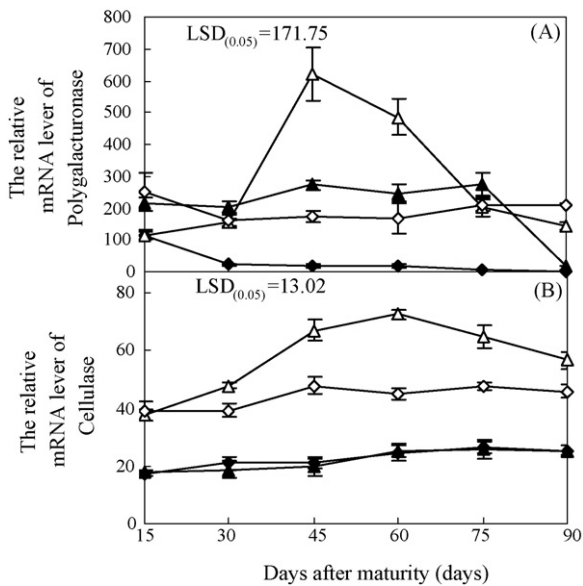 (A)
LSD(0.05)=171.75
800
700
600
500
400
300
200
100
0
The relative
mRNA lever of
Polygalacturonase
(B)
LSD(0.05)=13.02
80
60
40
20
0
The relative
mRNA lever of
Cellulase
15 30 45 60 75 90
Days after maturity (days)